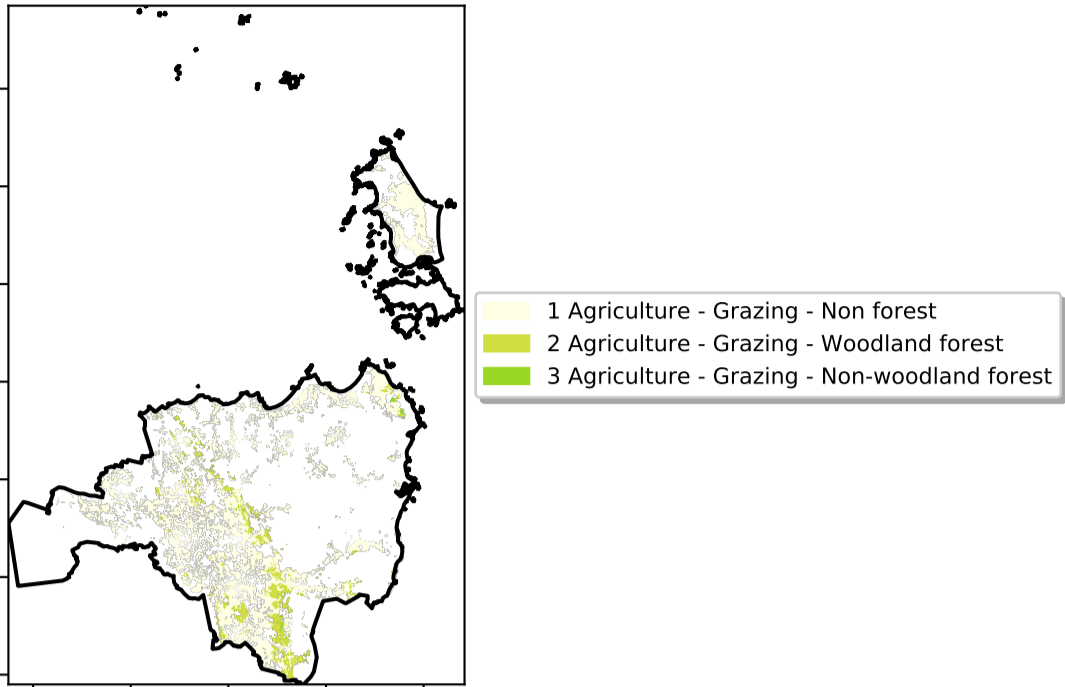 1 Agriculture - Grazing - Non forest
2 Agriculture - Grazing - Woodland forest
3 Agriculture - Grazing - Non-woodland forest